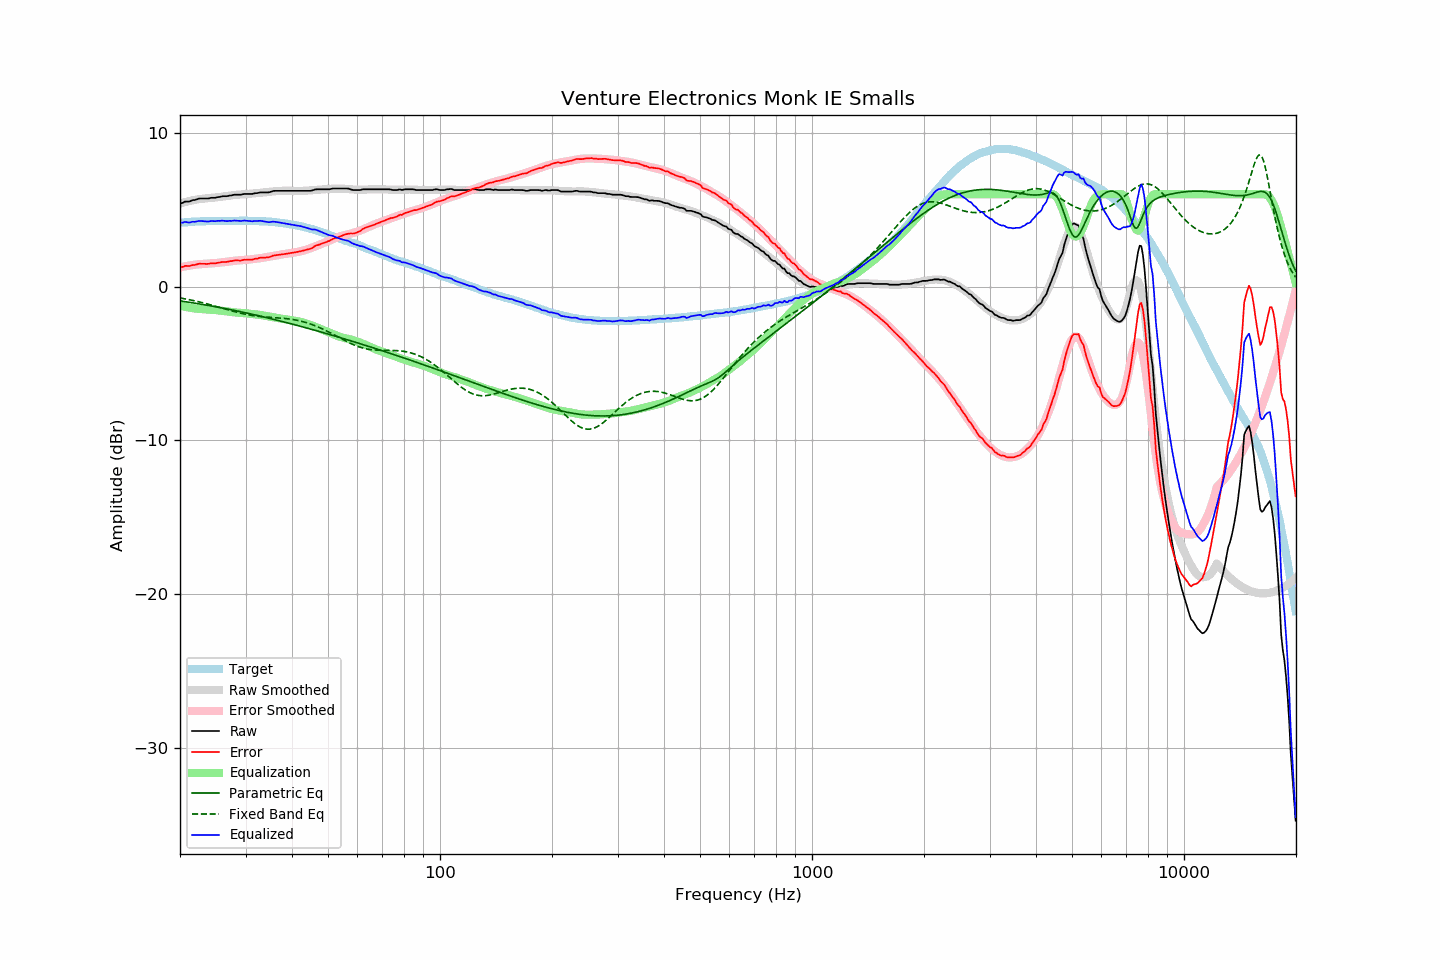 Venture Electronics Monk IE Smalls
10
0
−10
−20
−30
Amplitude (dBr)
Target
Raw Smoothed
Error Smoothed
Raw
Error
Equalization
Parametric Eq
Fixed Band Eq
Equalized
100
1000
10000
Frequency (Hz)